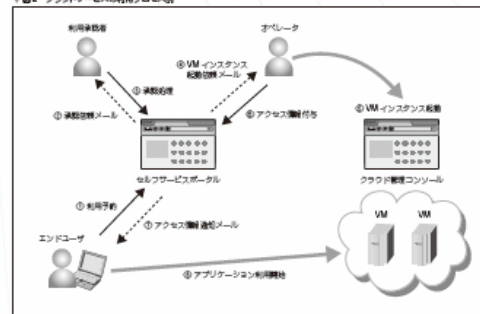 利用承認者
オペレータ
④ VM インスタンス
起動依頼メール
③ 承認処理
② 承認依頼メール
⑥ アクセス情報付与
⑤ VM インスタンス起動
セルフサービスポータル
クラウド管理コンソール
① 利用予約
⑦ アクセス情報通知メール
VM
VM
エンドユーザ
⑧ アプリケーション利用開始